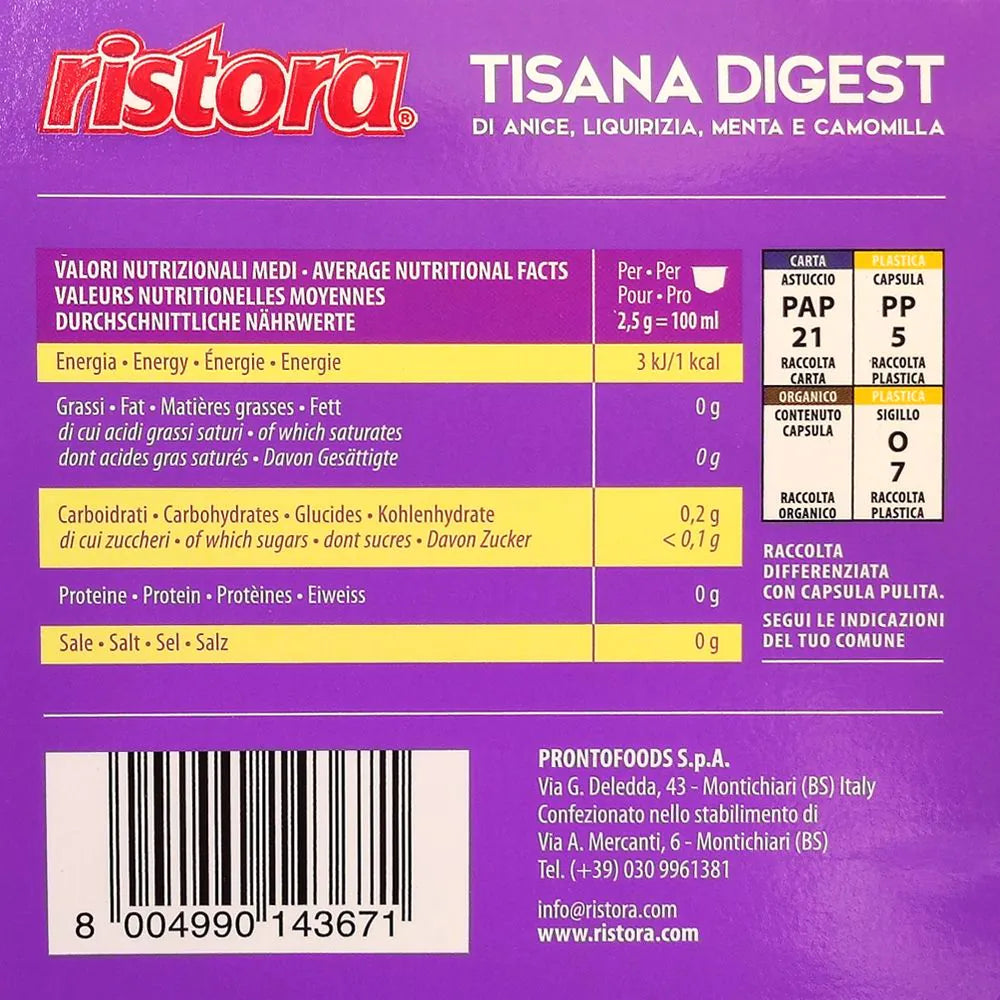 ristora®
TISANA DIGEST
DI ANICE, LIQUIRIZIA, MENTA E CAMOMILLA
VALORI NUTRIZIONALI MEDI • AVERAGE NUTRITIONAL FACTS
VALEURS NUTRITIONELLES MOYENNES
DURCHSCHNITTLICHE NÄHRWERTE
Per • Per
Pour • Pro
2,5 g = 100 ml
Energia • Energy • Énergie • Energie 3 kJ/1 kcal
Grassi • Fat • Matières grasses • Fett 0 g
di cui acidi grassi saturi • of which saturates
dont acides gras saturés • Davon Gesättigte 0 g
Carboidrati • Carbohydrates • Glucides • Kohlenhydrate 0,2 g
di cui zuccheri • of which sugars • dont sucres • Davon Zucker < 0,1 g
Proteine • Protein • Protèines • Eiweiss 0 g
Sale • Salt • Sel • Salz 0 g
CARTA
ASTUCCIO
PAP
21
RACCOLTA
CARTA
PLASTICA
CAPSULA
PP
5
RACCOLTA
PLASTICA
ORGANICO
CONTENUTO
CAPSULA
RACCOLTA
ORGANICO
PLASTICA
SIGILLO
O
7
RACCOLTA
PLASTICA
RACCOLTA
DIFFERENZIATA
CON CAPSULA PULITA.
SEGUI LE INDICAZIONI
DEL TUO COMUNE
8 004990 143671
PRONTOFOODS S.p.A.
Via G. Deledda, 43 - Montichiari (BS) Italy
Confezionato nello stabilimento di
Via A. Mercanti, 6 - Montichiari (BS)
Tel. (+39) 030 9961381
info@ristora.com
www.ristora.com